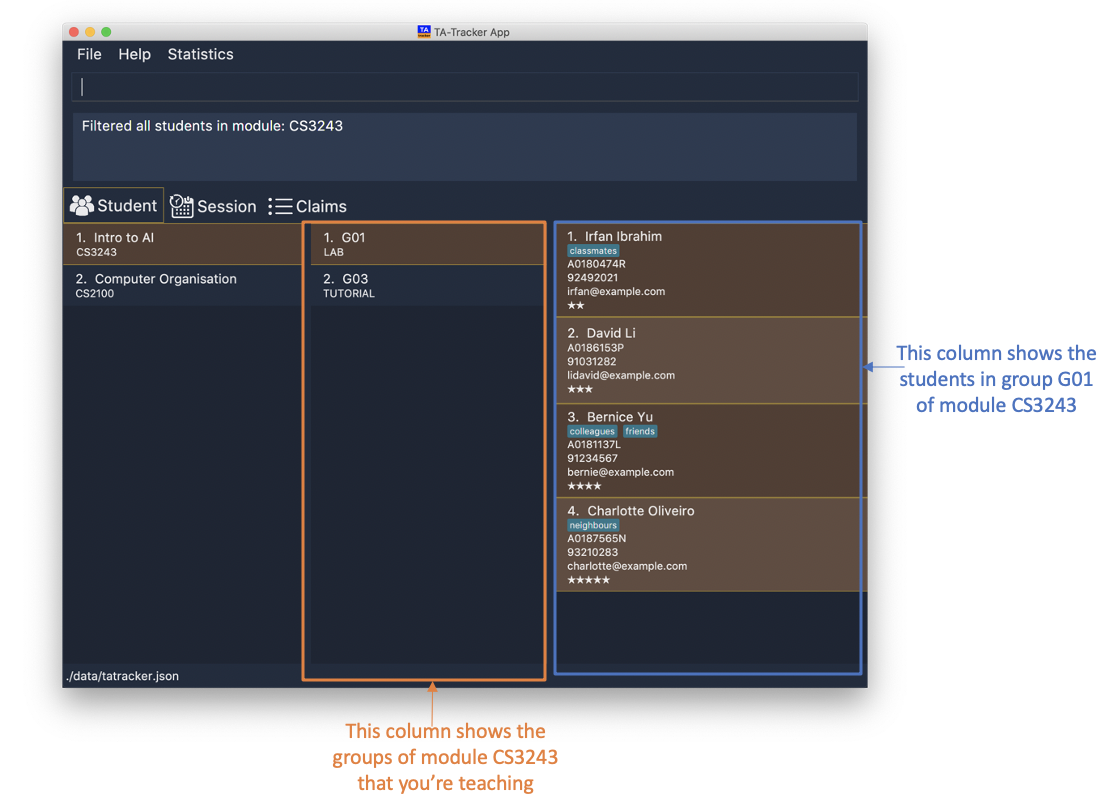 TA TA-Tracker App
File Help Statistics
Filtered all students in module: CS3243
Student Session Claims
1. Intro to AI
CS3243
2. Computer Organisation
CS2100
1. G01
LAB
2. G03
TUTORIAL
1. Irfan Ibrahim
classmates
A0180474R
92492021
irfan@example.com
★★
2. David Li
A0186153P
91031282
lidavid@example.com
★★★
3. Bernice Yu
colleagues friends
A0181137L
91234567
bernie@example.com
★★★★
4. Charlotte Oliveiro
neighbours
A0187565N
93210283
charlotte@example.com
★★★★★
This column shows the
students in group G01
of module CS3243
./data/tatracker.json
This column shows the
groups of module CS3243
that you’re teaching